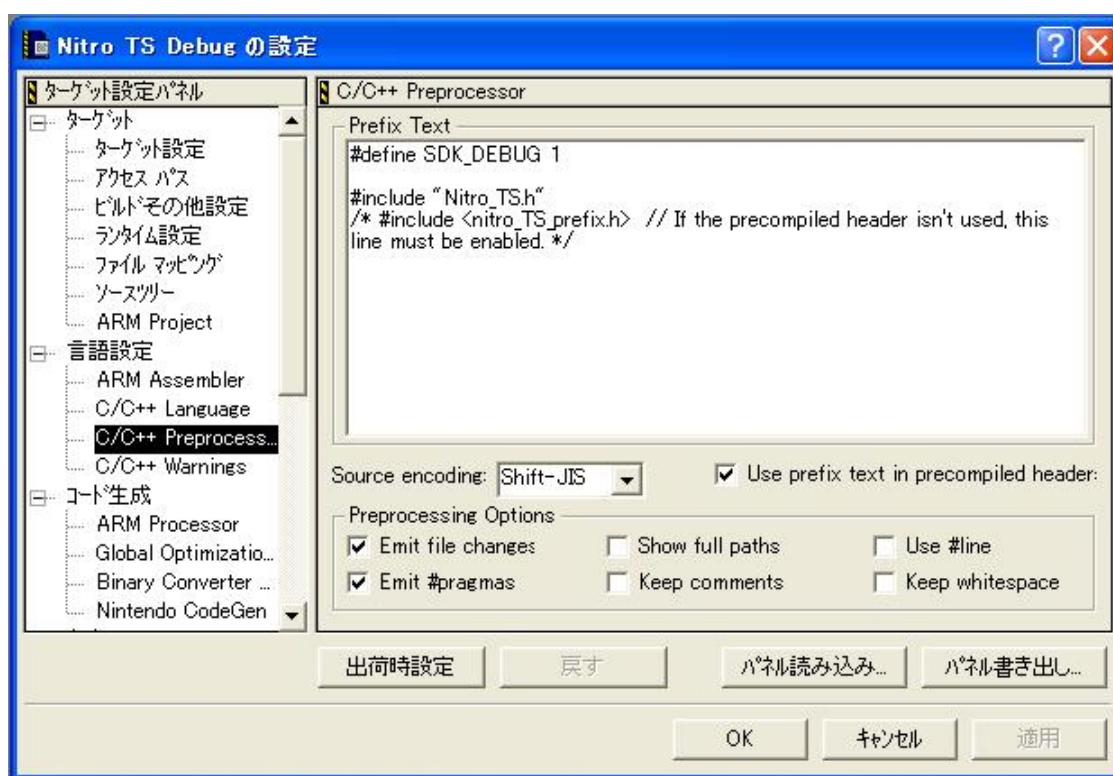 Nitro TS Debug の設定
ターゲット設定パネル
ターゲット
ターゲット設定
アクセス パス
ビルドその他設定
ランタイム設定
ファイル マッピング
ソースツリー
ARM Project
言語設定
ARM Assembler
C/C++ Language
C/C++ Preprocess...
C/C++ Warnings
コード生成
ARM Processor
Global Optimizatio...
Binary Converter ...
Nintendo CodeGen
C/C++ Preprocessor
Prefix Text
#define SDK_DEBUG 1
#include "Nitro_TS.h"
/* #include <nitro_TS_prefix.h>  // If the precompiled header isn't used, this
line must be enabled. */
Source encoding: Shift-JIS
Use prefix text in precompiled header:
Preprocessing Options
Emit file changes
Show full paths
Use #line
Emit #pragmas
Keep comments
Keep whitespace
出荷時設定
戻す
パネル読み込み...
パネル書き出し...
OK
キャンセル
適用